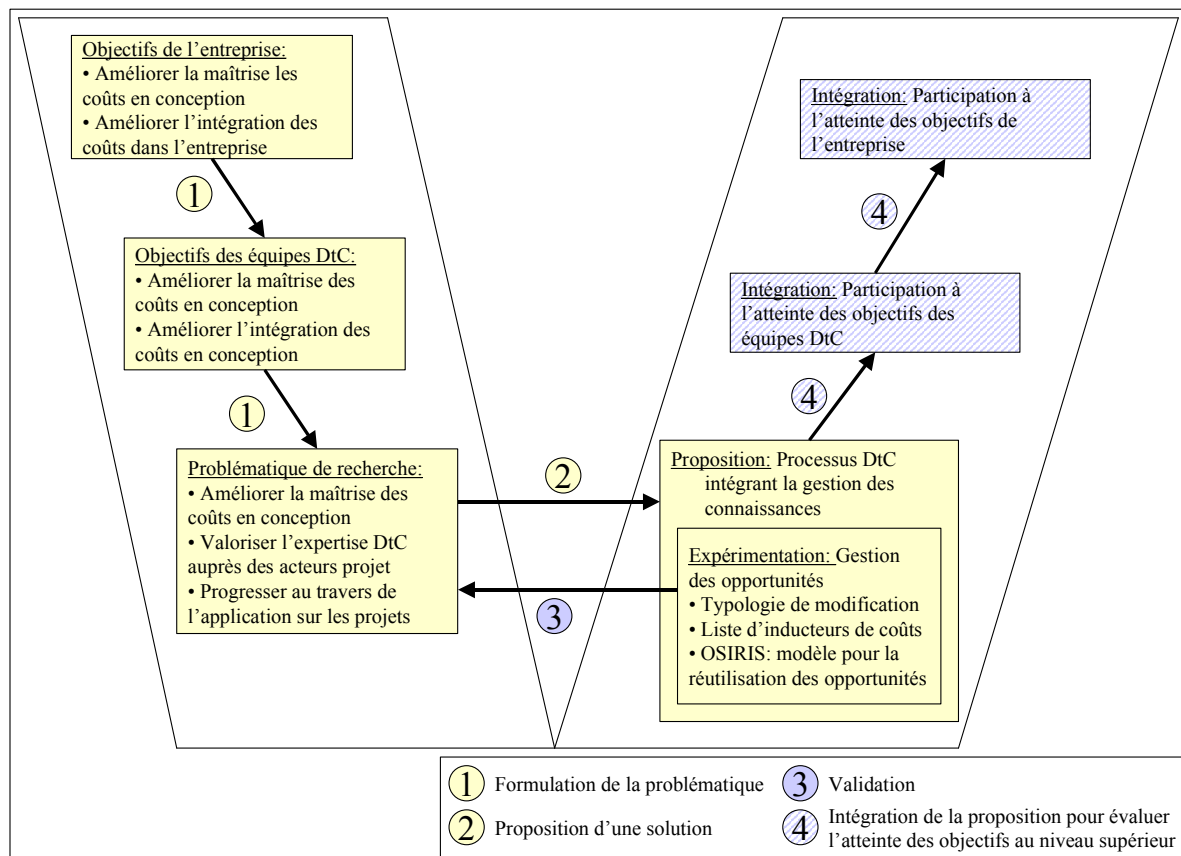 Objectifs de l’entreprise:
• Améliorer la maîtrise les
coûts en conception
• Améliorer l’intégration des
coûts dans l’entreprise
1
Objectifs des équipes DtC:
• Améliorer la maîtrise des
coûts en conception
• Améliorer l’intégration des
coûts en conception
1
Problématique de recherche:
• Améliorer la maîtrise des
coûts en conception
• Valoriser l’expertise DtC
auprès des acteurs projet
• Progresser au travers de
l’application sur les projets
2
3
Proposition: Processus DtC
intégrant la gestion des
connaissances
Expérimentation: Gestion
des opportunités
• Typologie de modification
• Liste d’inducteurs de coûts
• OSIRIS: modèle pour la
réutilisation des opportunités
4
Intégration: Participation à
l’atteinte des objectifs des
équipes DtC
4
Intégration: Participation à
l’atteinte des objectifs de
l’entreprise
1 Formulation de la problématique
2 Proposition d’une solution
3 Validation
4 Intégration de la proposition pour évaluer
l’atteinte des objectifs au niveau supérieur